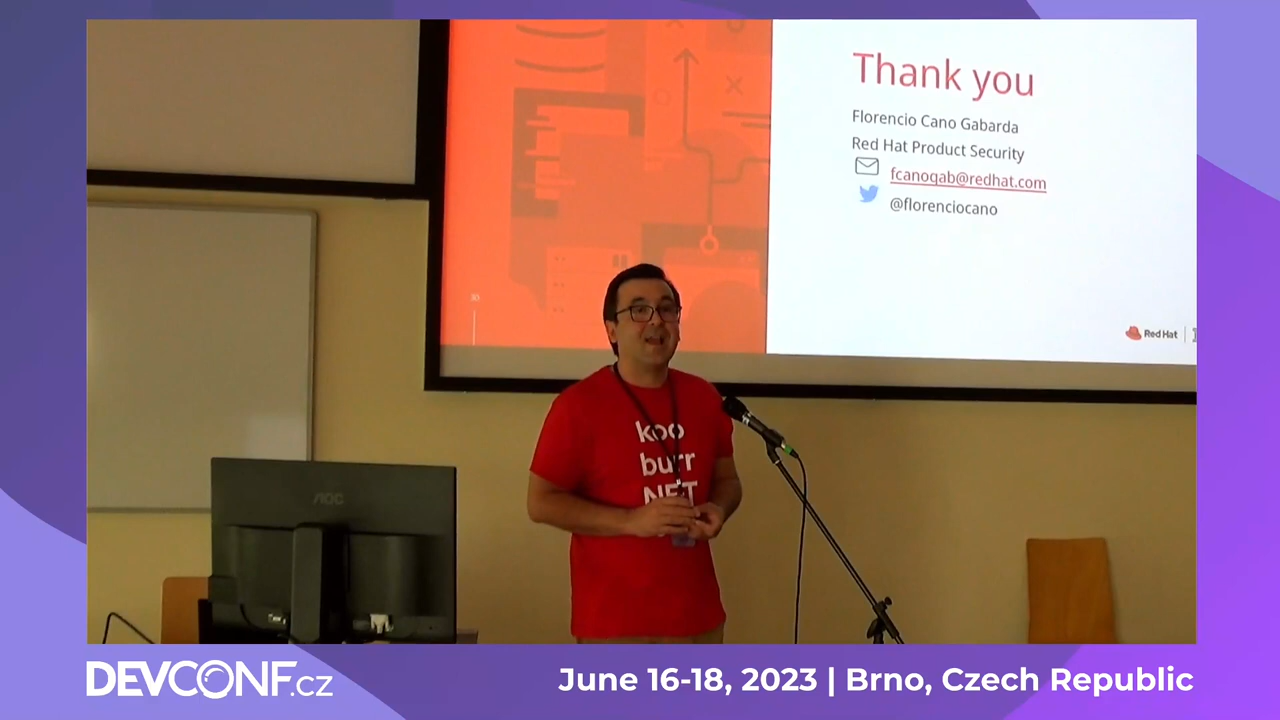 Thank you
Florencio Cano Gabarda
Red Hat Product Security
fcanogab@redhat.com
@florenciocano
30
Red Hat
koo
burr
NET
AOC
DEVCONF.cz
June 16-18, 2023 | Brno, Czech Republic